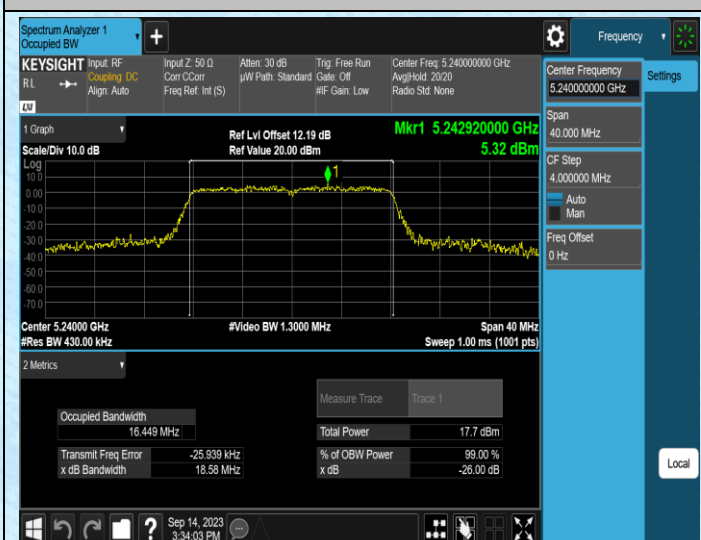 Spectrum Analyzer 1
Occupied BW
+
Frequency
KEYSIGHT
RL
LXI
Input: RF
Coupling: DC
Align: Auto
Input Z: 50 Ω
Corr CCorr
Freq Ref: Int (S)
Atten: 30 dB
µW Path: Standard
Trig: Free Run
Gate: Off
#IF Gain: Low
Center Freq: 5.240000000 GHz
Avg|Hold: 20/20
Radio Std: None
Center Frequency
5.240000000 GHz
Settings
Span
40.000 MHz
CF Step
4.000000 MHz
Auto
Man
Freq Offset
0 Hz
1 Graph
Scale/Div 10.0 dB
Ref Lvl Offset 12.19 dB
Ref Value 20.00 dBm
Mkr1 5.242920000 GHz
5.32 dBm
Log
10.0
0.00
-10.0
-20.0
-30.0
-40.0
-50.0
-60.0
-70.0
1
Center 5.24000 GHz
#Res BW 430.00 kHz
#Video BW 1.3000 MHz
Span 40 MHz
Sweep 1.00 ms (1001 pts)
2 Metrics
Measure Trace Trace 1
Occupied Bandwidth
16.449 MHz
Total Power 17.7 dBm
Transmit Freq Error -25.939 kHz
x dB Bandwidth 18.58 MHz
% of OBW Power 99.00 %
x dB -26.00 dB
Local
?
Sep 14, 2023
3:34:03 PM